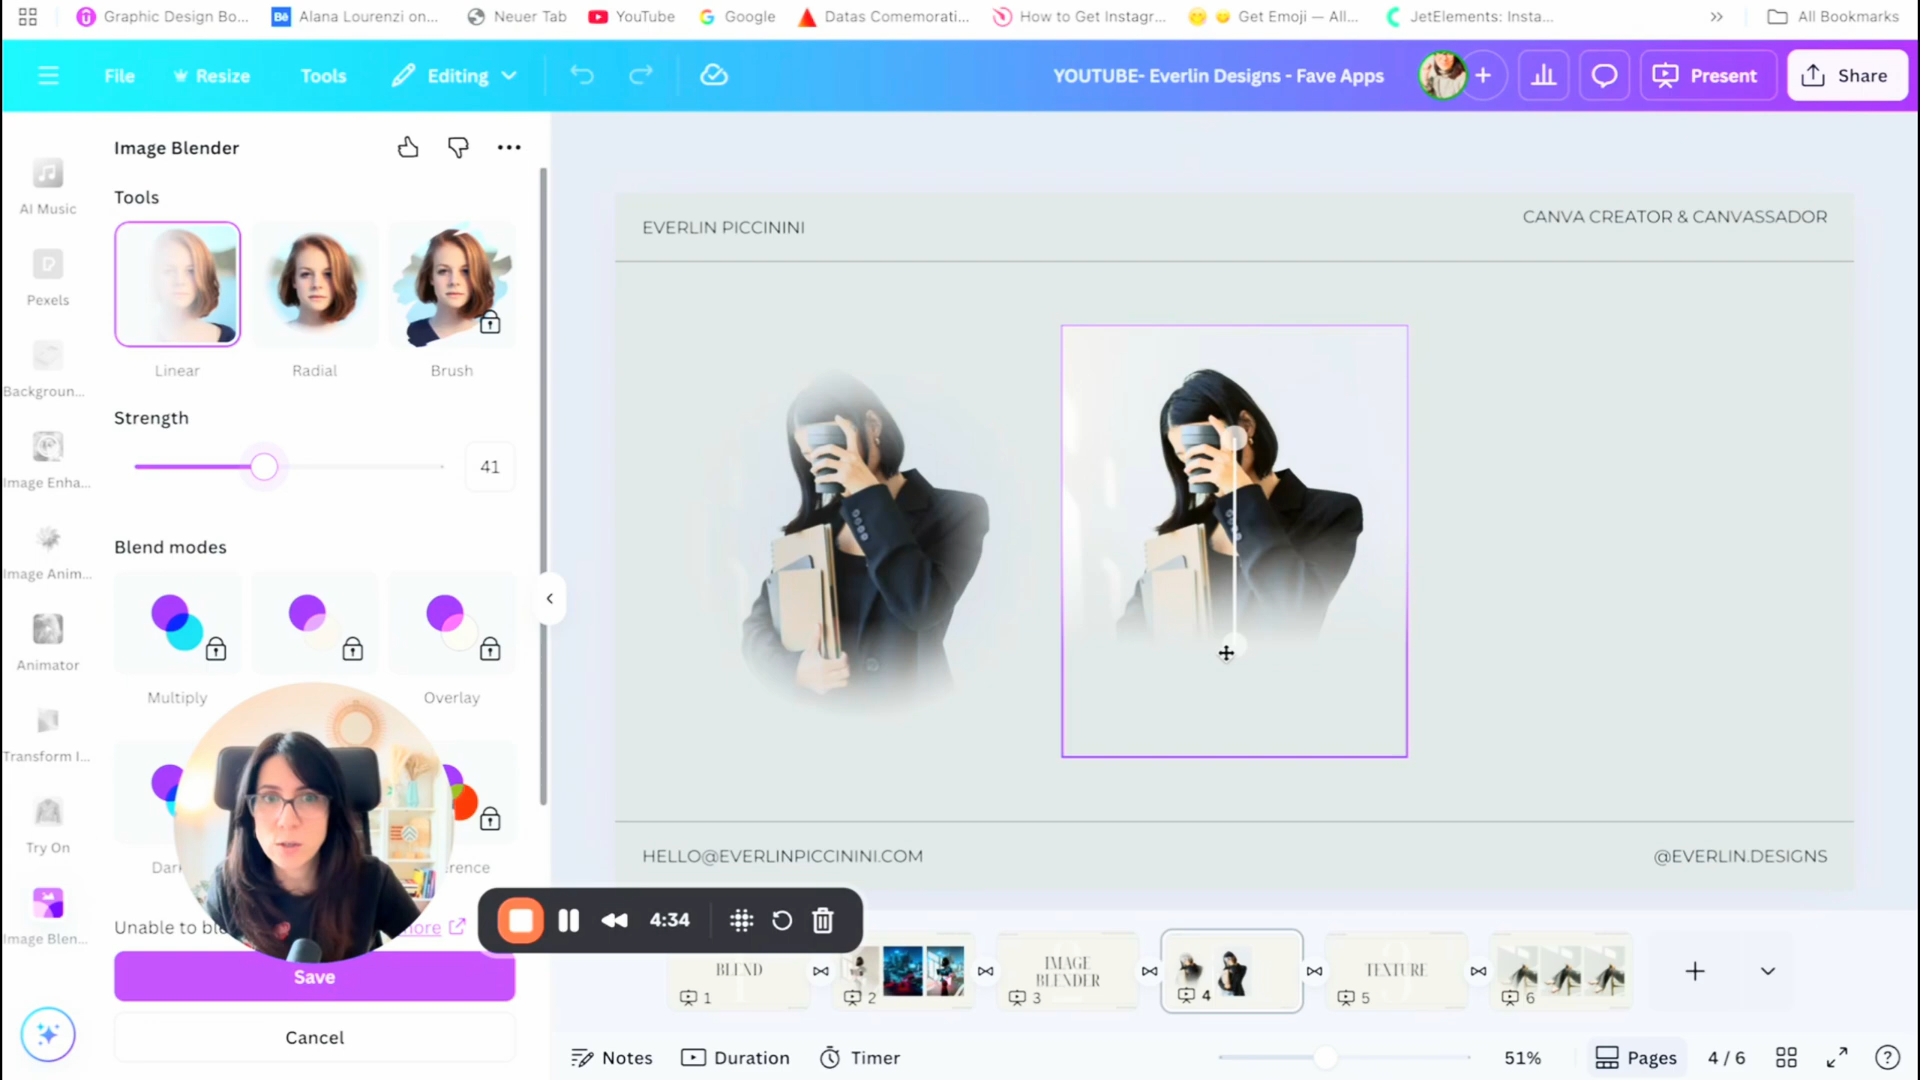 Graphic Design Bo...
Alana Lourenzi on...
Neuer Tab
YouTube
Google
Datas Comemorati...
How to Get Instagr...
Get Emoji — All...
JetElements: Insta...
All Bookmarks
File
Resize
Tools
Editing
YOUTUBE- Everlin Designs - Fave Apps
Present
Share
AI Music
Pexels
Backgroun...
Image Enha...
Image Anim...
Animator
Transform I...
Try On
Image Blen...
Image Blender
Tools
Linear
Radial
Brush
Strength
41
Blend modes
Multiply
Overlay
Dar
rence
Unable to ble
ore
Save
Cancel
EVERLIN PICCININI
CANVA CREATOR & CANVASSADOR
HELLO@EVERLINPICCININI.COM
@EVERLIN.DESIGNS
4:34
BLEND
1
2
IMAGE
BLENDER
3
4
TEXTURE
5
6
Notes
Duration
Timer
51%
Pages
4 / 6